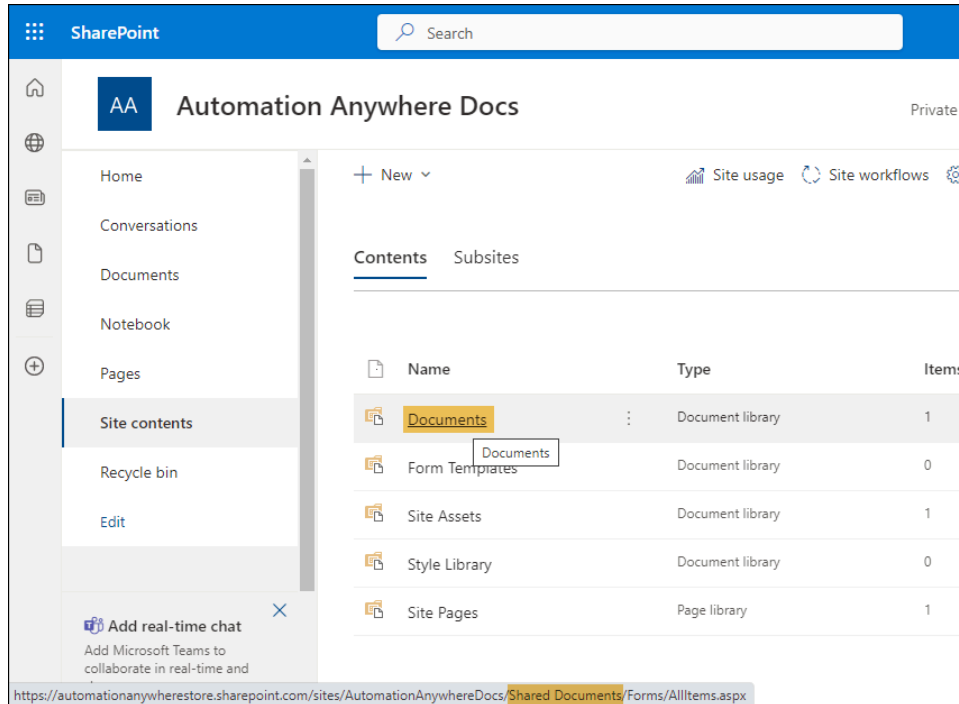 SharePoint
Search
AA
Automation Anywhere Docs
Private
Home
Conversations
Documents
Notebook
Pages
Site contents
Recycle bin
Edit
Add real-time chat
Add Microsoft Teams to
collaborate in real-time and
New
Site usage
Site workflows
Contents
Subsites
Name Type Items
Documents Document library 1
Documents
Form Templates Document library 0
Site Assets Document library 1
Style Library Document library 0
Site Pages Page library 1
https://automationanywherestore.sharepoint.com/sites/AutomationAnywhereDocs/Shared Documents/Forms/AllItems.aspx